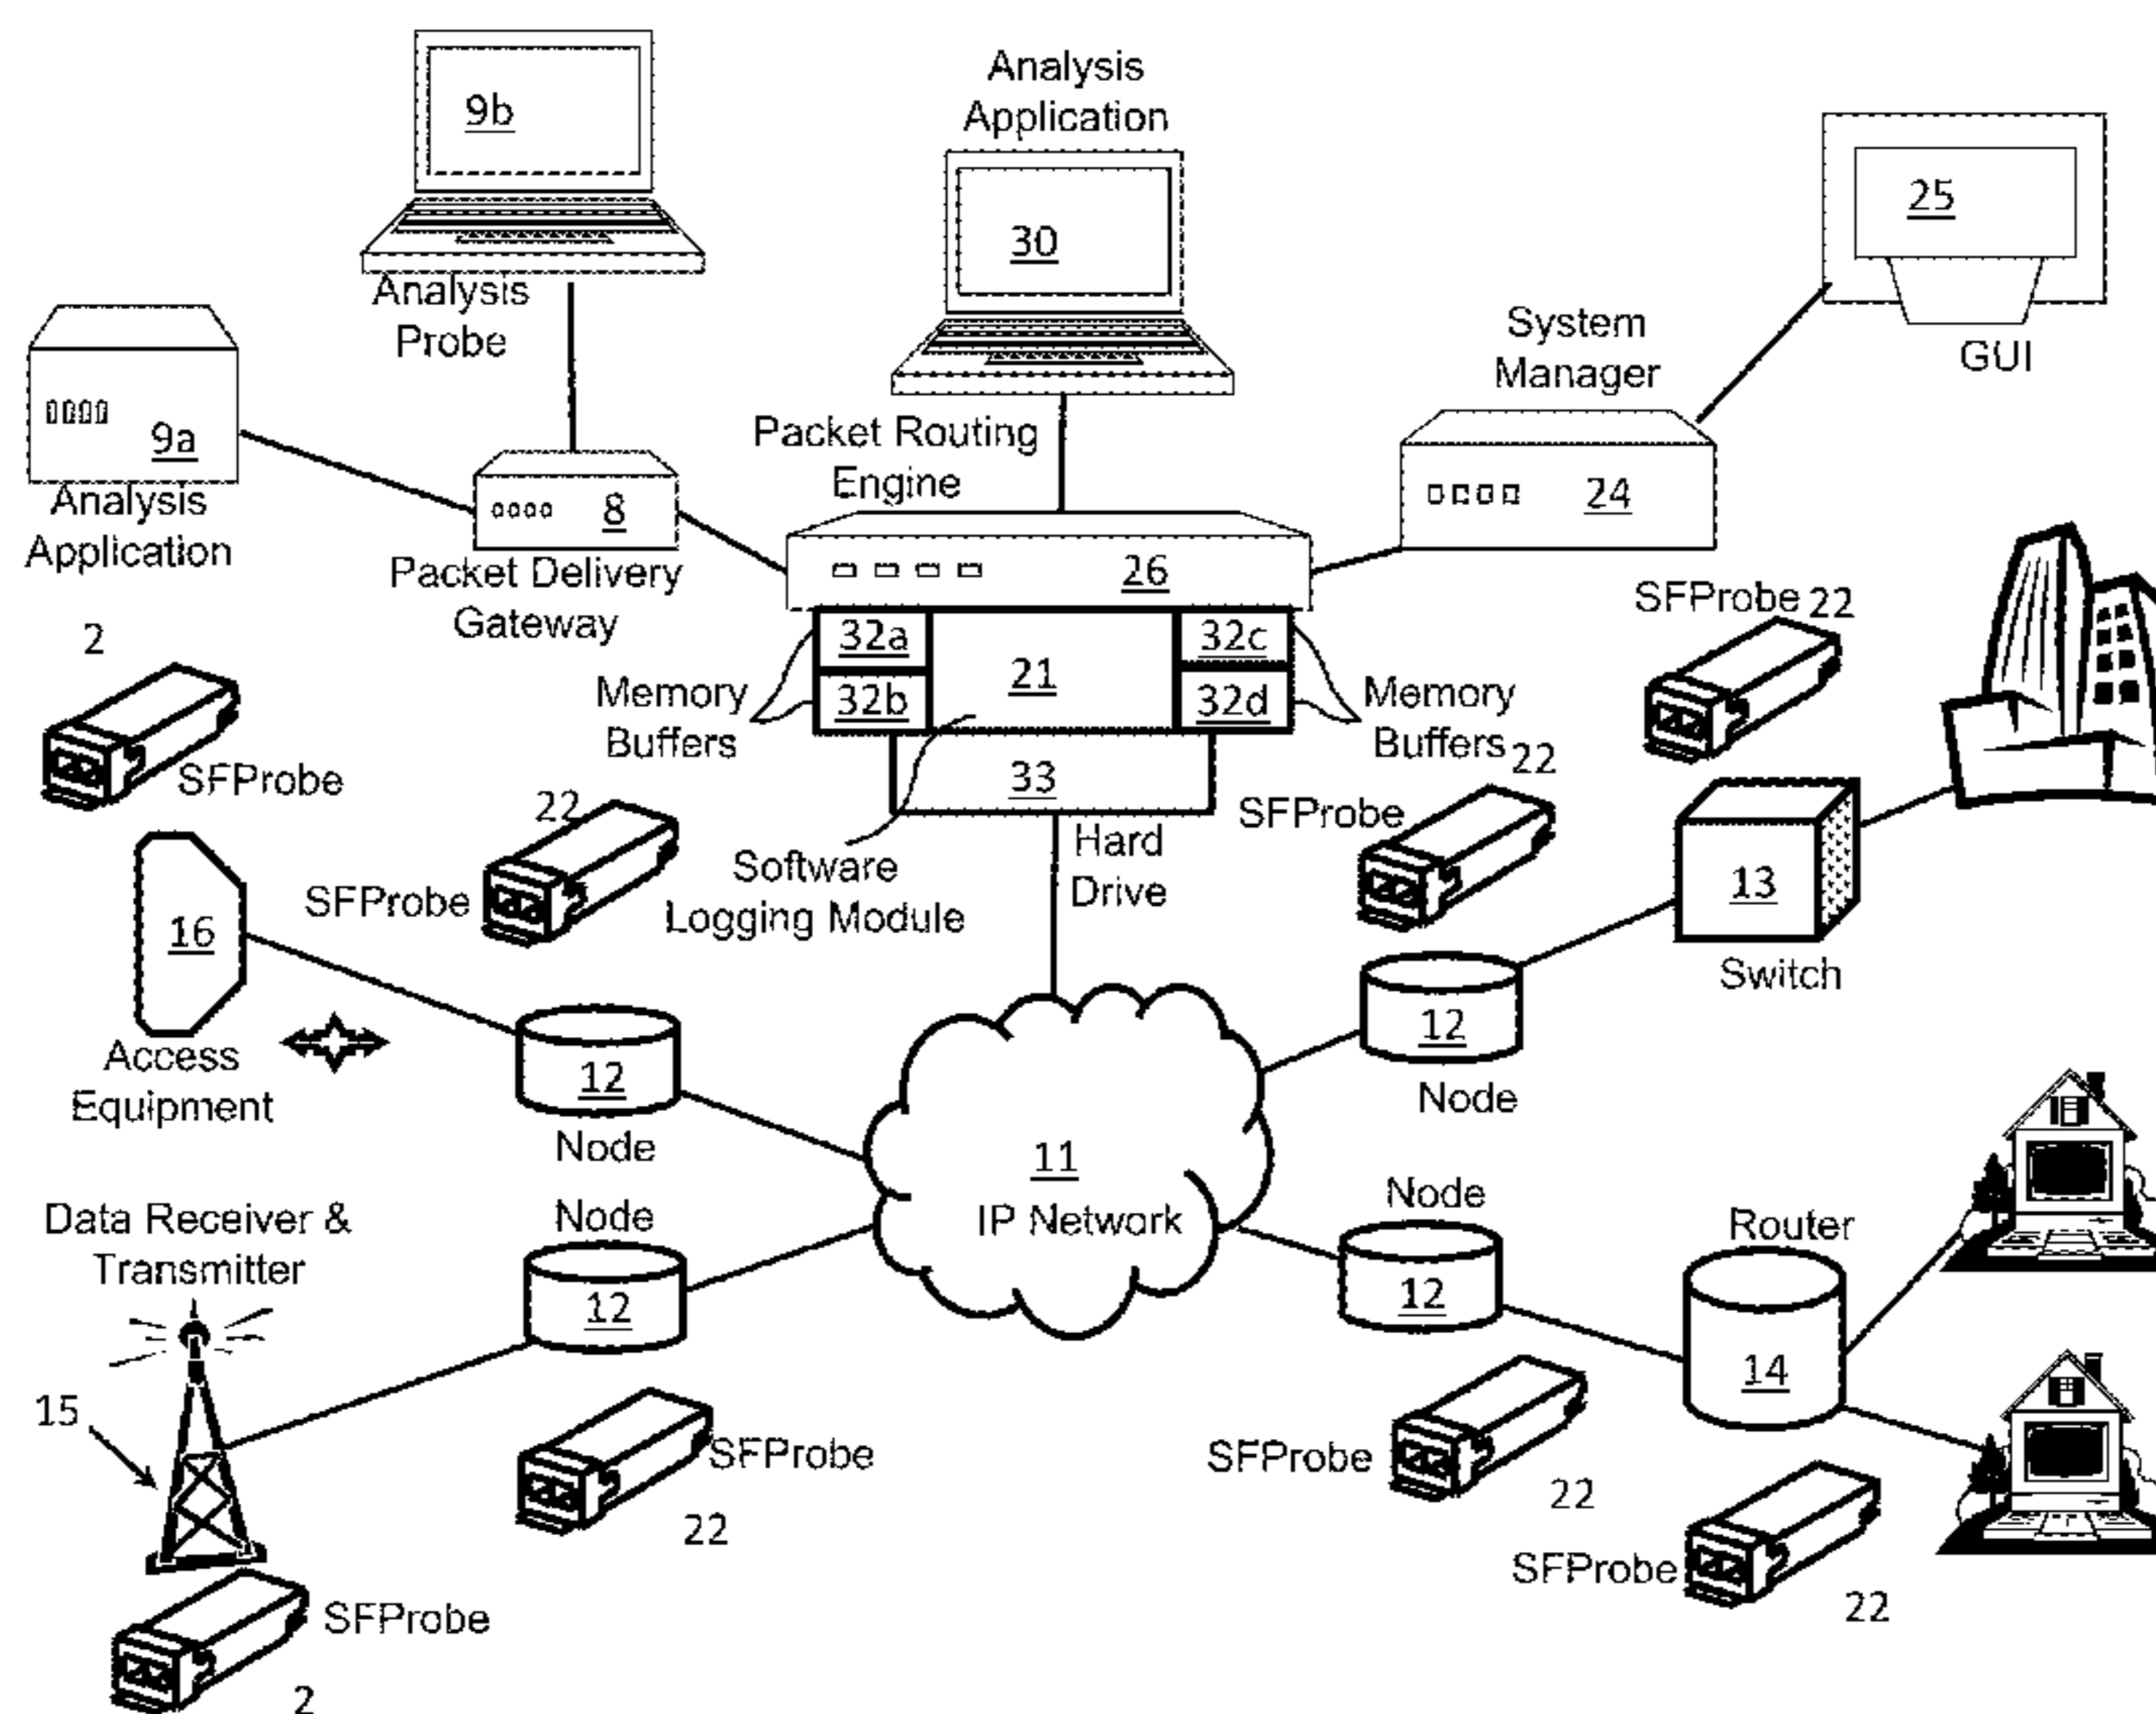 9b
Analysis
Probe
Analysis
Application
30
25
GUI
System
Manager
24
9a
Analysis
Application
8
Packet Delivery
Gateway
Packet Routing
Engine
26
32a
32b
21
32c
32d
Memory
Buffers
Memory
Buffers
33
Hard
Drive
Software
Logging Module
2
SFProbe
22
SFProbe
22
SFProbe
SFProbe 22
16
Access
Equipment
12
Node
12
Node
13
Switch
11
IP Network
Data Receiver &
Transmitter
15
Node
12
Node
12
Router
14
SFProbe
22
SFProbe
22
SFProbe
22
SFProbe
2